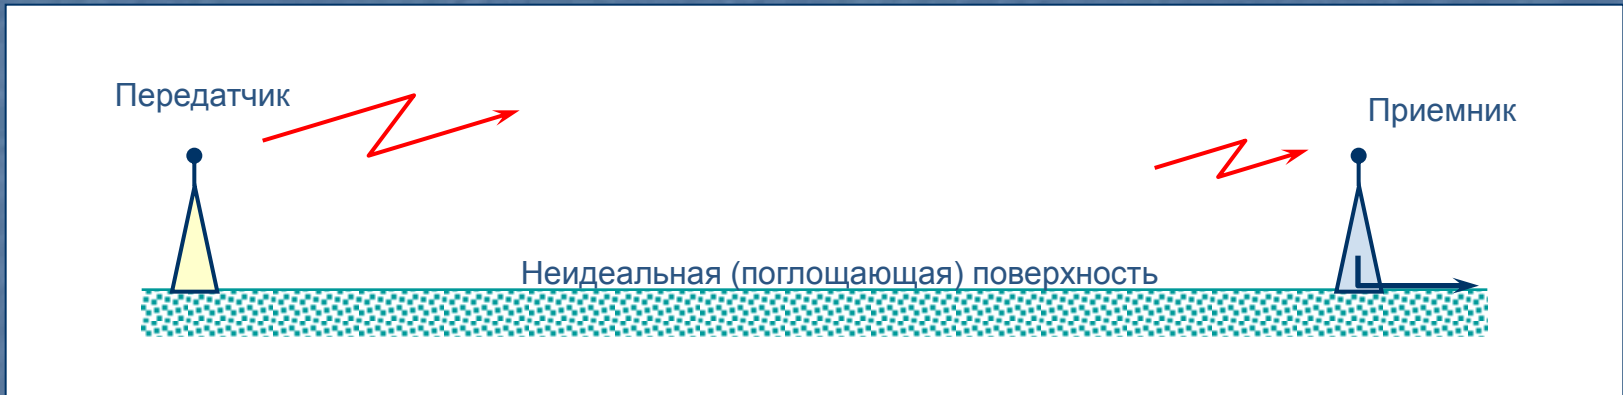 Передатчик
Приемник
Неидеальная (поглощающая) поверхность